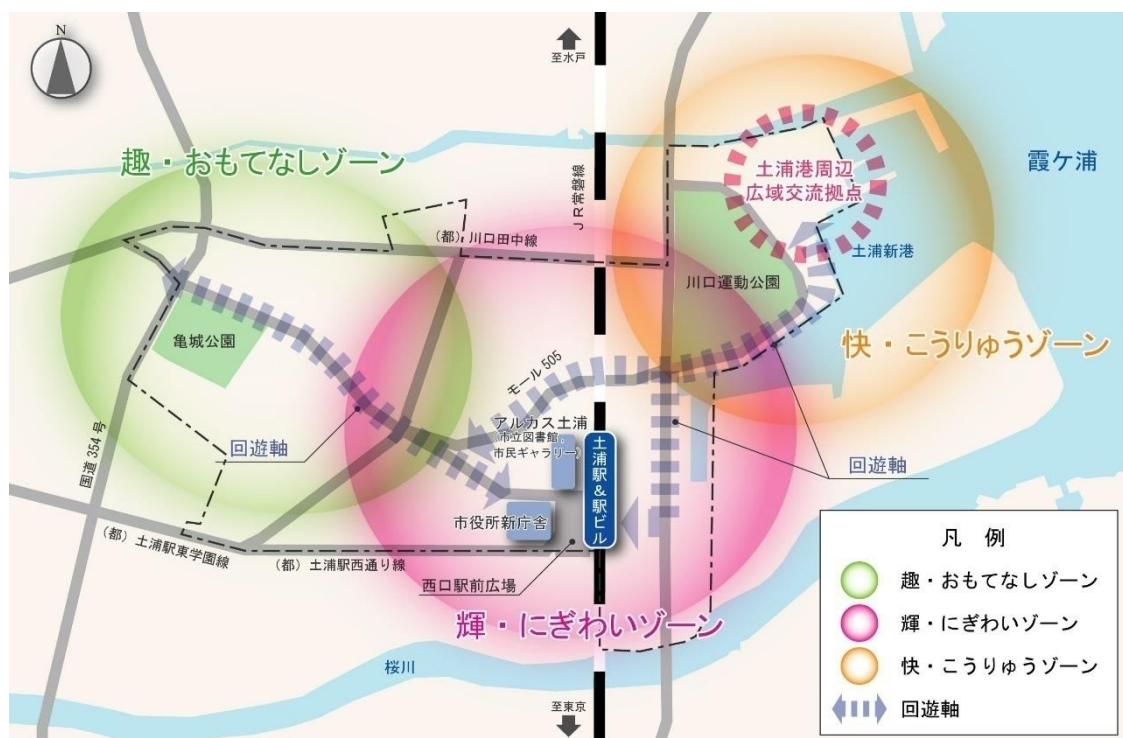 N
至水戸
趣・おもてなしゾーン
JR常磐線
(都)川口田中線
土浦港周辺
広域交流拠点
霞ケ浦
土浦新港
川口運動公園
亀城公園
快・こうりゅうゾーン
モール505
国道354号
回遊軸
アルカス土浦
(市立図書館、
市民ギャラリー)
土浦駅&駅ビル
回遊軸
市役所新庁舎
(都)土浦駅東学園線
(都)土浦駅西通り線
西口駅前広場
輝・にぎわいゾーン
桜川
至東京
凡 例
趣・おもてなしゾーン
輝・にぎわいゾーン
快・こうりゅうゾーン
回遊軸